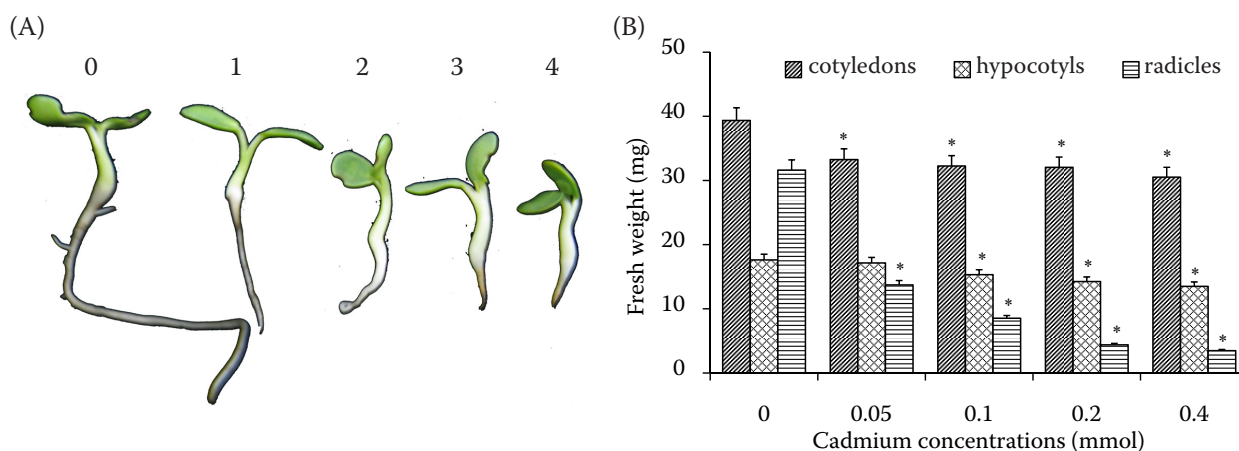 (A)
0 1 2 3 4
(B)
50
40
30
20
10
0
Fresh weight (mg)
cotyledons hypocotyls radicles
* * * *
* * *
* * * *
0 0.05 0.1 0.2 0.4
Cadmium concentrations (mmol)